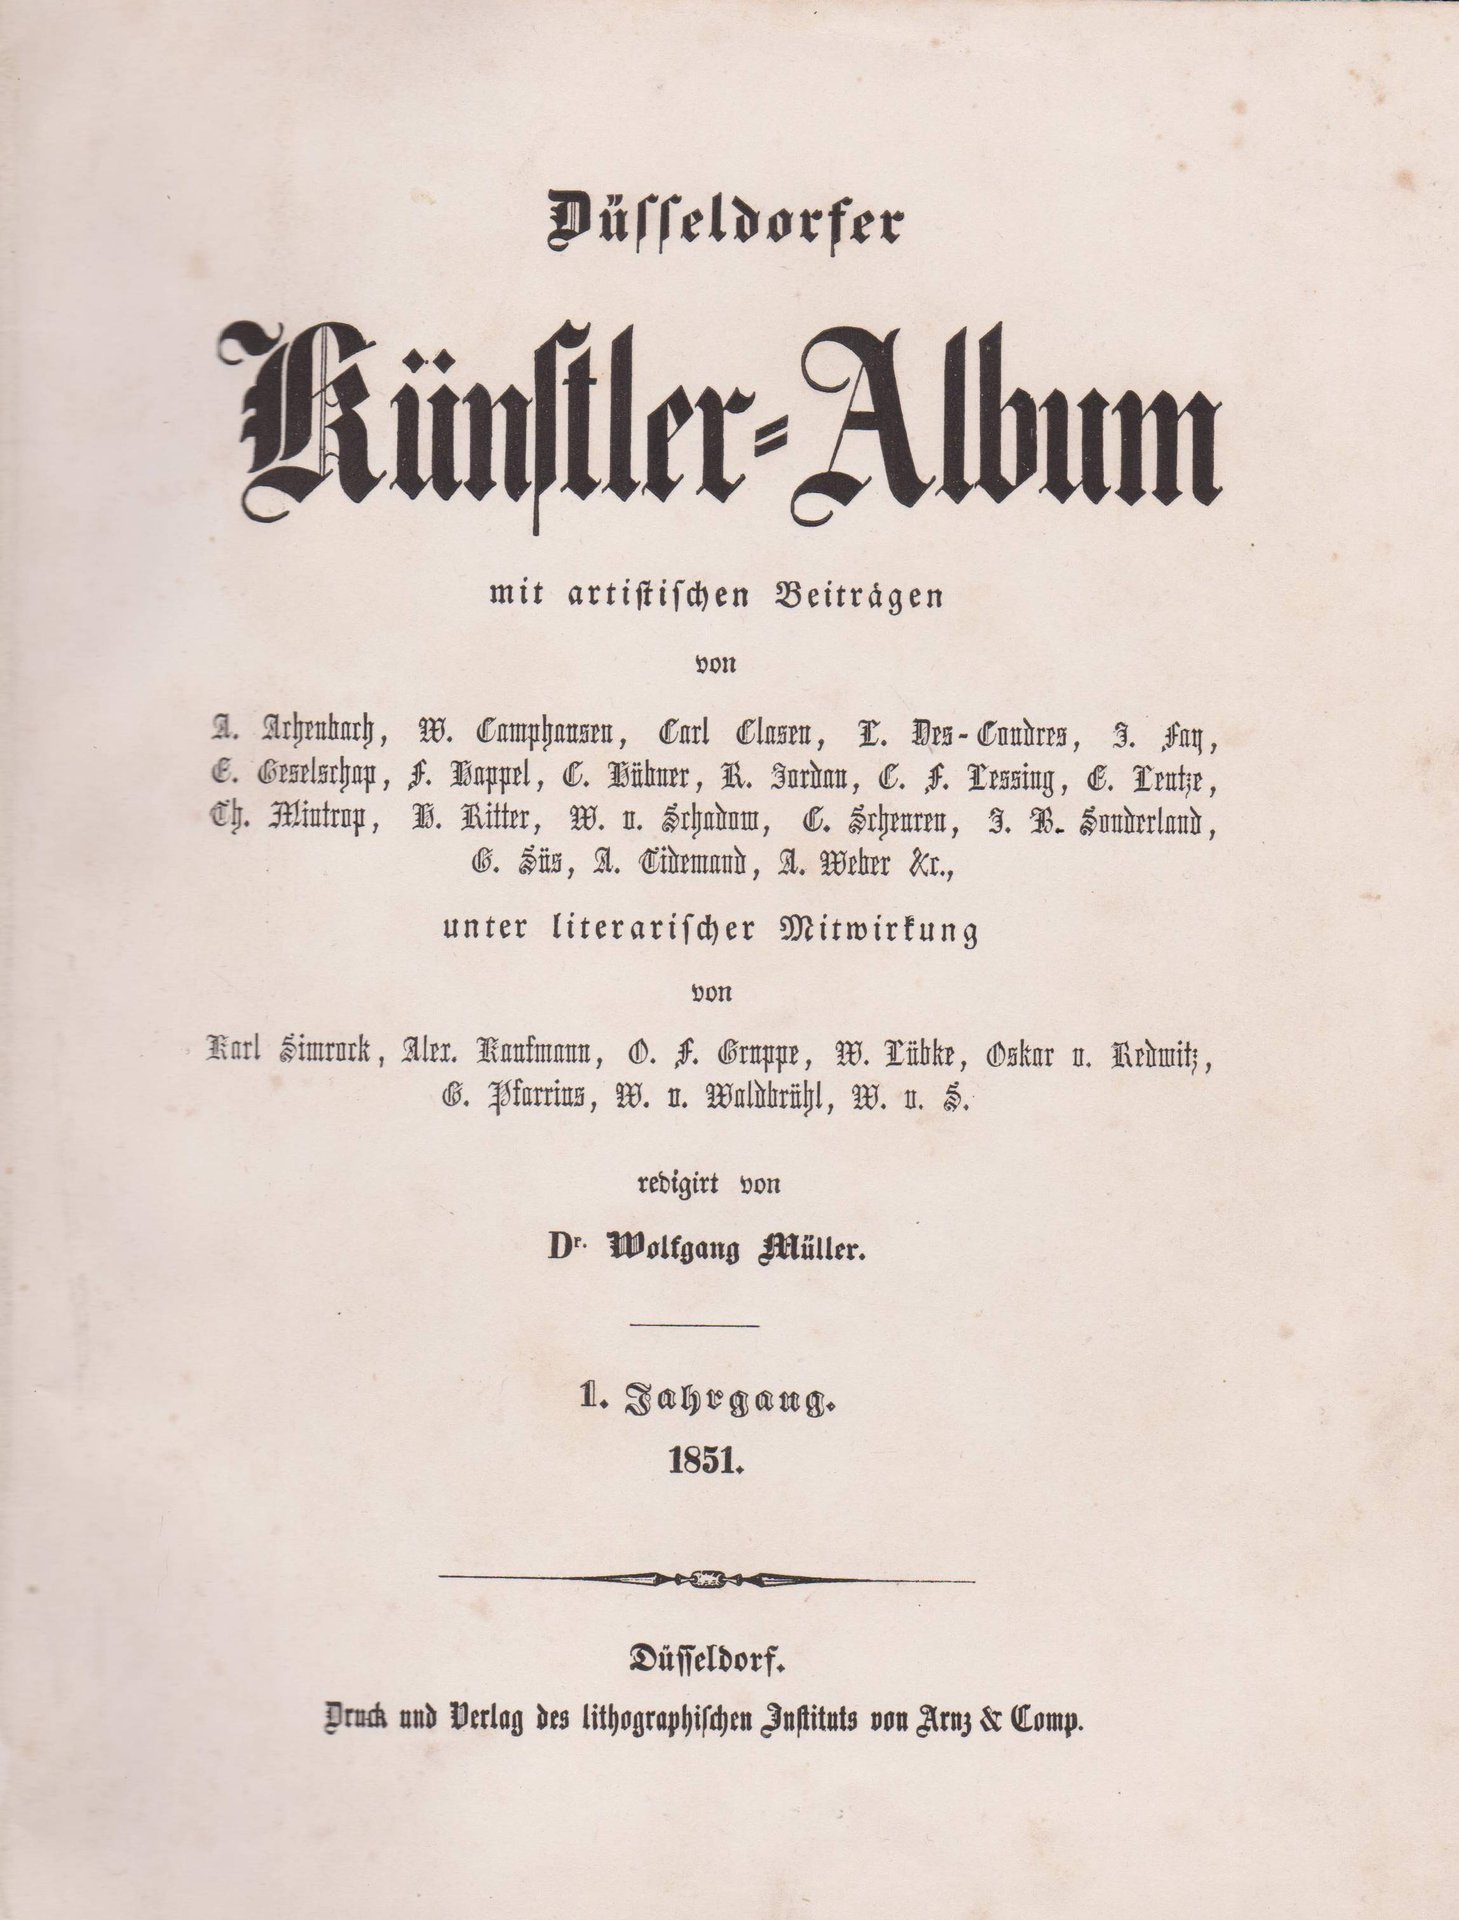 Düsseldorfer
Künstler-Album
mit artistischen Beiträgen
von
A. Achenbach, W. Camphausen, Carl Clasen, L. Des-Coudres, J. Fay,
E. Geselschap, F. Happel, C. Hübner, R. Jordan, C. F. Lessing, E. Leutze,
Th. Mintrop, H. Ritter, W. v. Schadow, C. Scheuren, J. B. Sonderland,
G. Süs, A. Tidemand, A. Weber &c.,
unter literarischer Mitwirkung
von
Karl Simrock, Alex. Kaufmann, O. F. Gruppe, W. Lübke, Oskar v. Redwitz,
G. Pfarrius, W. v. Waldbrühl, W. v. S.
redigirt von
Dr. Wolfgang Müller.
1. Jahrgang.
1851.
Düsseldorf.
Druck und Verlag des lithographischen Instituts von Arnz & Comp.